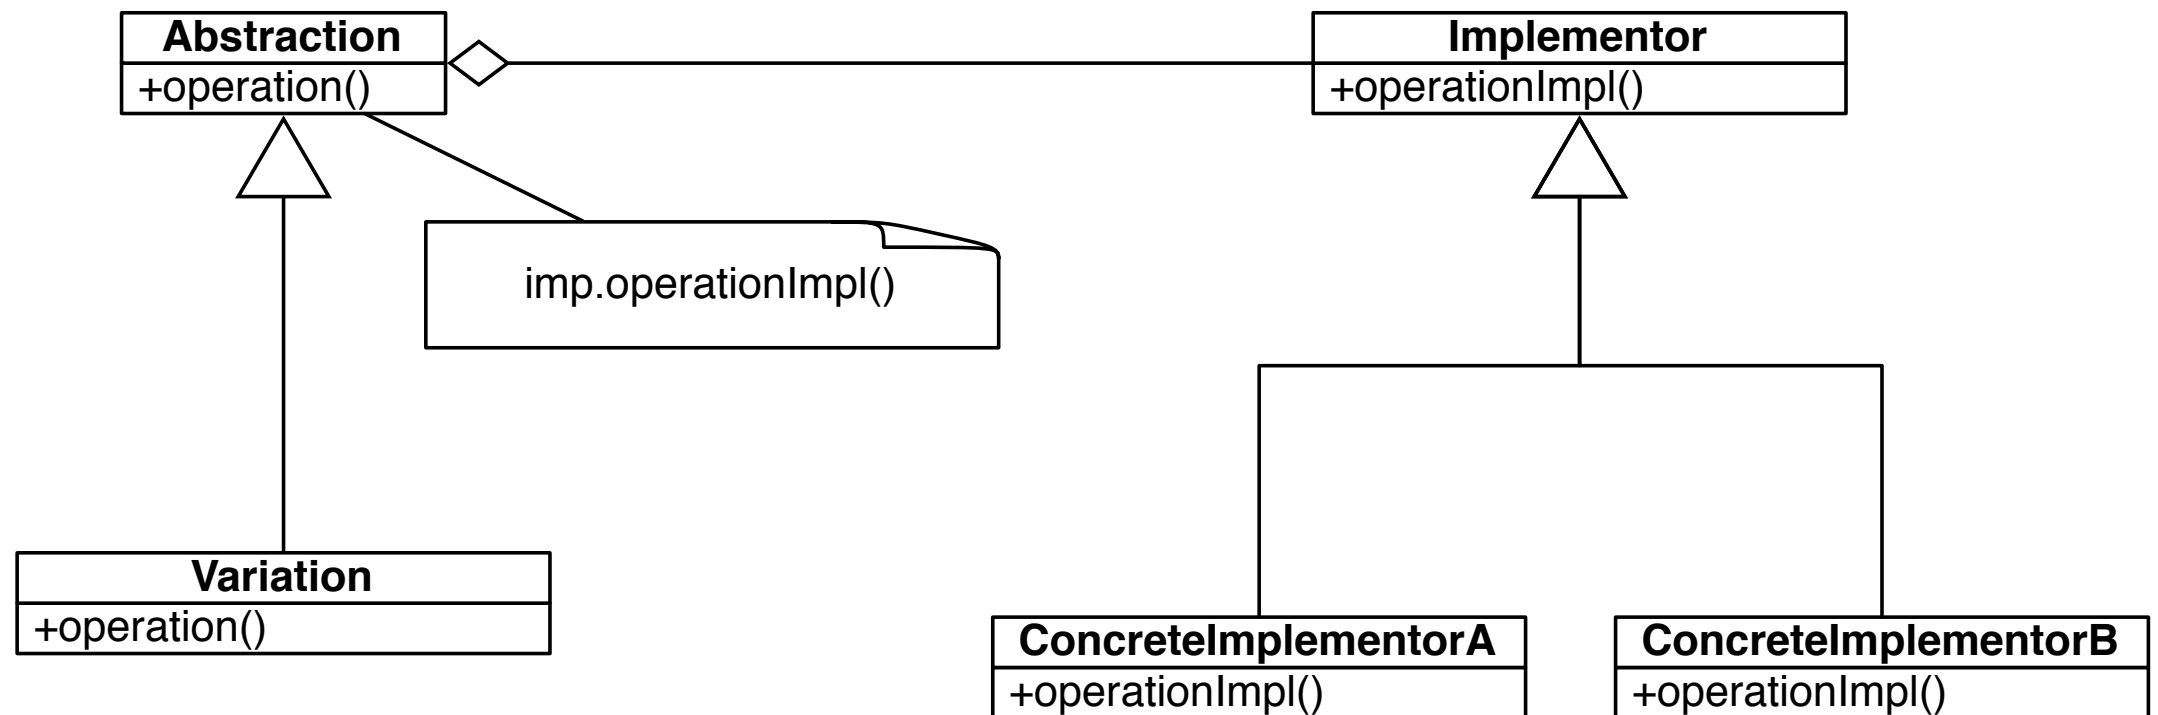 Abstraction
+operation()
Implementor
+operationImpl()
imp.operationImpl()
Variation
+operation()
ConcreteImplementorA
+operationImpl()
ConcreteImplementorB
+operationImpl()